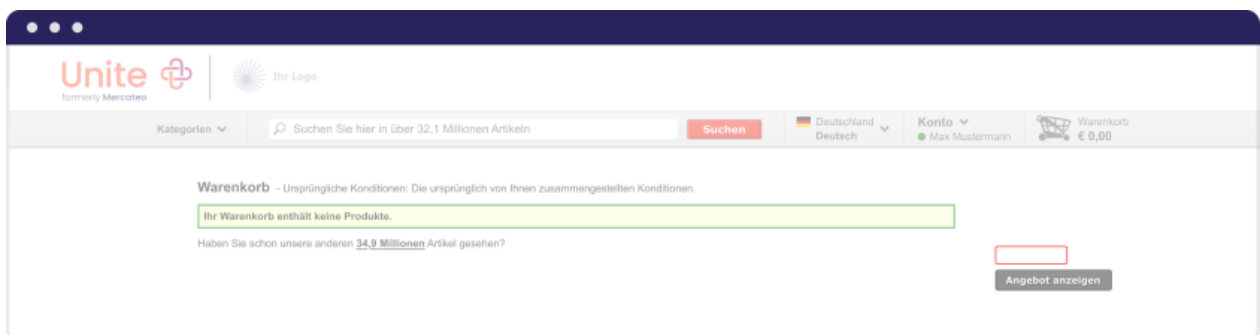 Unite
formerly Mercateo
Ihr Logo
Kategorien
Suchen Sie hier in über 32,1 Millionen Artikeln
Suchen
Deutschland
Deutsch
Konto
Max Mustermann
Warenkorb
€ 0,00
Warenkorb - Ursprüngliche Konditionen: Die ursprünglich von Ihnen zusammengestellten Konditionen.
Ihr Warenkorb enthält keine Produkte.
Haben Sie schon unsere anderen 34,9 Millionen Artikel gesehen?
Angebot anzeigen